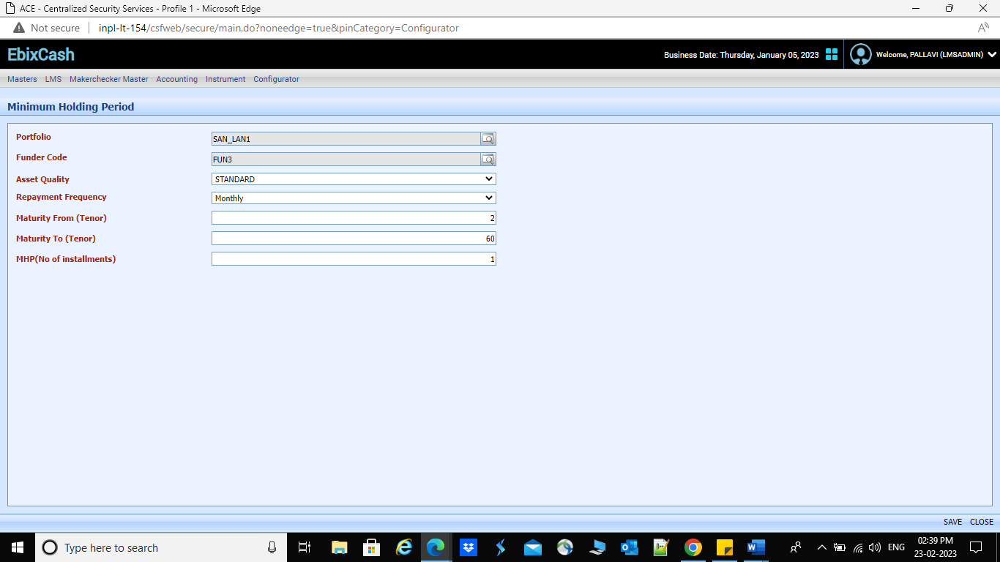 ACE - Centralized Security Services - Profile 1 - Microsoft Edge
Not secure inpl-lt-154/csfweb/secure/main.do?noneedge=true&pinCategory=Configurator
EbixCash Business Date: Thursday, January 05, 2023 Welcome, PALLAVI (LMSADMIN)
Masters LMS Makerchecker Master Accounting Instrument Configurator
Minimum Holding Period
Portfolio SAN_LAN1
Funder Code FUN3
Asset Quality STANDARD
Repayment Frequency Monthly
Maturity From (Tenor) 2
Maturity To (Tenor) 60
MHP(No of installments) 1
SAVE CLOSE
Type here to search ENG 02:39 PM
23-02-2023